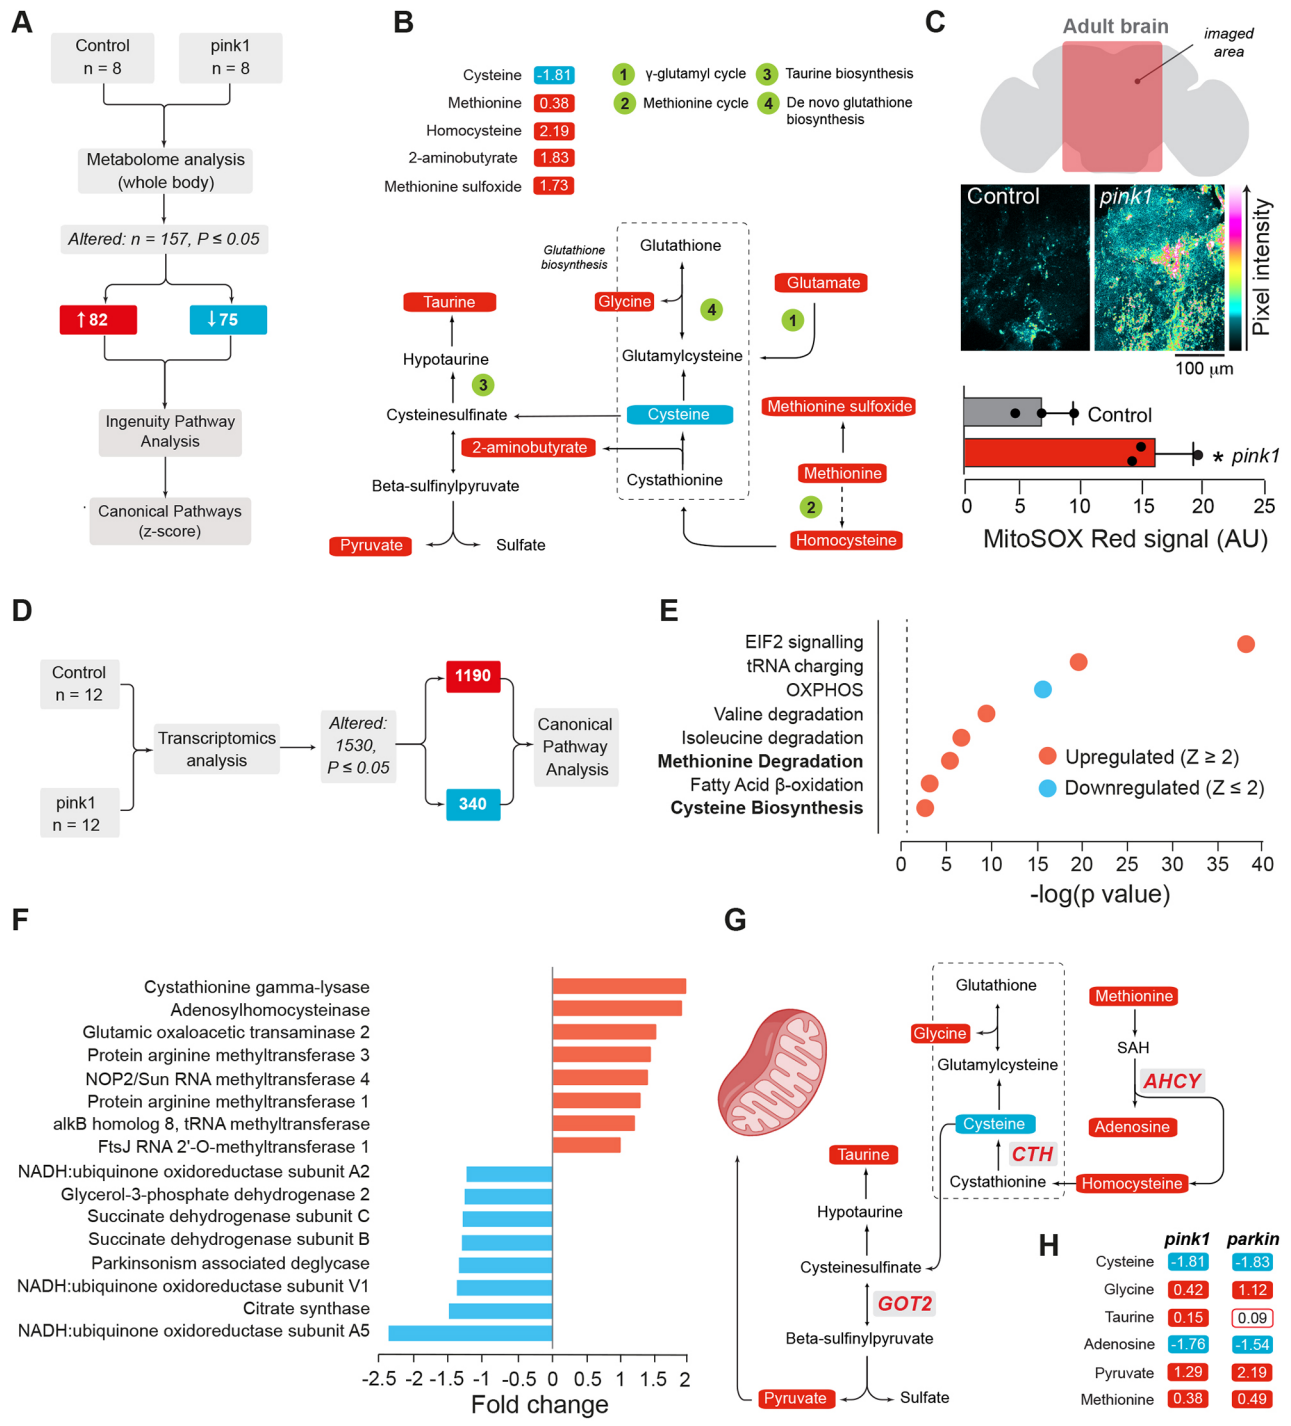 A
Control
n = 8
pink1
n = 8
Metabolome analysis
(whole body)
Altered: n = 157, P ≤ 0.05
↑82
↓75
Ingenuity Pathway
Analysis
Canonical Pathways
(z-score)
B
Cysteine -1.81
Methionine 0.38
Homocysteine 2.19
2-aminobutyrate 1.83
Methionine sulfoxide 1.73
1 γ-glutamyl cycle
2 Methionine cycle
3 Taurine biosynthesis
4 De novo glutathione
biosynthesis
Glutathione
biosynthesis
Glutathione
Glycine
4
Glutamate
1
Taurine
Hypotaurine
3
Glutamylcysteine
Cysteinesulfinate
Cysteine
Methionine sulfoxide
2-aminobutyrate
Cystathionine
Methionine
Beta-sulfinylpyruvate
2
Pyruvate
Sulfate
Homocysteine
C
Adult brain
imaged
area
Control
pink1
Pixel intensity
100 µm
Control
* pink1
0 5 10 15 20 25
MitoSOX Red signal (AU)
D
Control
n = 12
pink1
n = 12
Transcriptomics
analysis
Altered:
1530,
P ≤ 0.05
1190
340
Canonical
Pathway
Analysis
E
EIF2 signalling
tRNA charging
OXPHOS
Valine degradation
Isoleucine degradation
Methionine Degradation
Fatty Acid β-oxidation
Cysteine Biosynthesis
Upregulated (Z ≥ 2)
Downregulated (Z ≤ 2)
0 5 10 15 20 25 30 35 40
-log(p value)
F
Cystathionine gamma-lysase
Adenosylhomocysteinase
Glutamic oxaloacetic transaminase 2
Protein arginine methyltransferase 3
NOP2/Sun RNA methyltransferase 4
Protein arginine methyltransferase 1
alkB homolog 8, tRNA methyltransferase
FtsJ RNA 2'-O-methyltransferase 1
NADH:ubiquinone oxidoreductase subunit A2
Glycerol-3-phosphate dehydrogenase 2
Succinate dehydrogenase subunit C
Succinate dehydrogenase subunit B
Parkinsonism associated deglycase
NADH:ubiquinone oxidoreductase subunit V1
Citrate synthase
NADH:ubiquinone oxidoreductase subunit A5
-2.5 -2 -1.5 -1 -0.5 0 0.5 1 1.5 2
Fold change
G
Glutathione
Glycine
Glutamylcysteine
Cysteine
CTH
Cystathionine
Methionine
SAH
AHCY
Adenosine
Homocysteine
Taurine
Hypotaurine
Cysteinesulfinate
GOT2
Beta-sulfinylpyruvate
Pyruvate
Sulfate
H
pink1 parkin
Cysteine -1.81 -1.83
Glycine 0.42 1.12
Taurine 0.15 0.09
Adenosine -1.76 -1.54
Pyruvate 1.29 2.19
Methionine 0.38 0.49